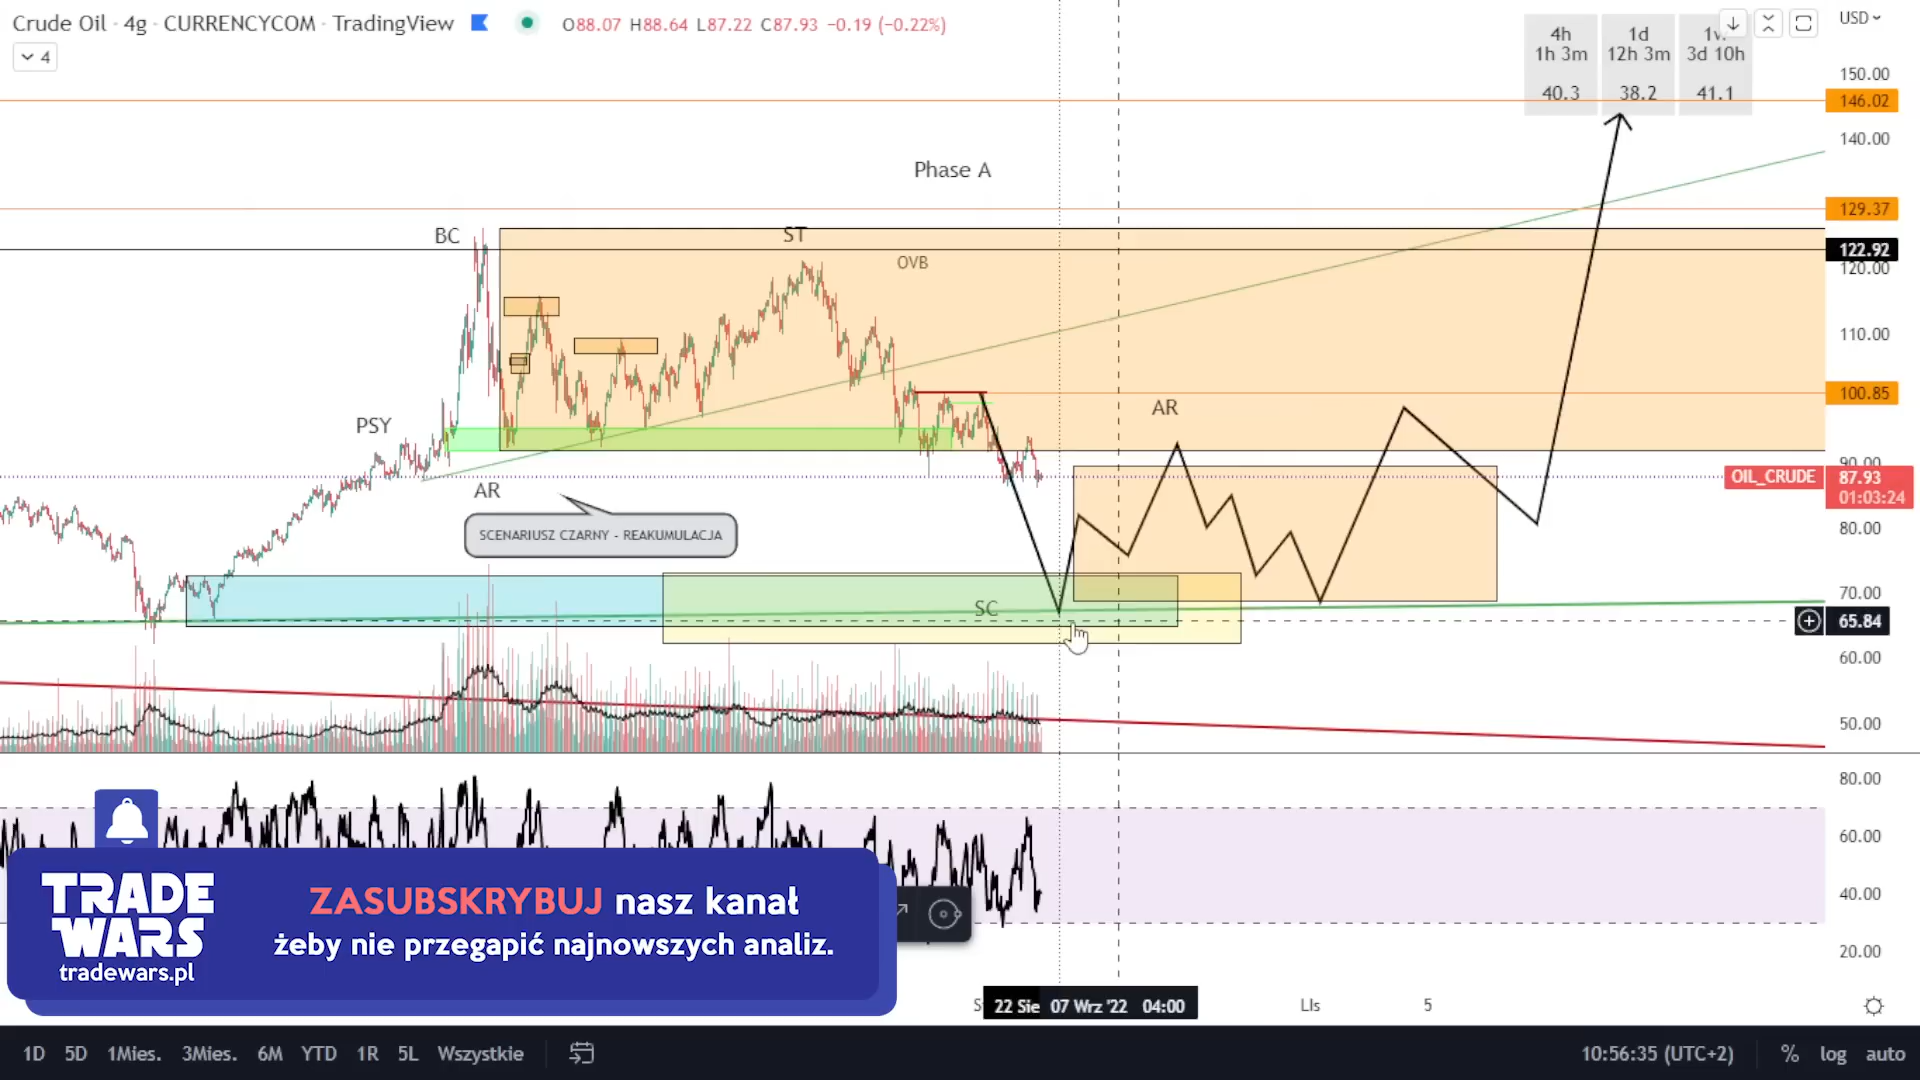 Crude Oil · 4g · CURRENCYCOM · TradingView
O88.07 H88.64 L87.22 C87.93 −0.19 (−0.22%)
4
4h 1d
1h 3m 12h 3m 3d 10h
40.3 38.2 41.1
USD
150.00
146.02
140.00
129.37
122.92
120.00
110.00
100.85
90.00
OIL_CRUDE 87.93
01:03:24
80.00
70.00
65.84
60.00
50.00
80.00
60.00
40.00
20.00
Phase A
BC
ST
OVB
PSY
AR
AR
SCENARIUSZ CZARNY - REAKUMULACJA
SC
TRADE
WARS
tradewars.pl
ZASUBSKRYBUJ nasz kanał
żeby nie przegapić najnowszych analiz.
22 Sie 07 Wrz '22 04:00 Lis 5
1D 5D 1Mies. 3Mies. 6M YTD 1R 5L Wszystkie
10:56:35 (UTC+2) % log auto